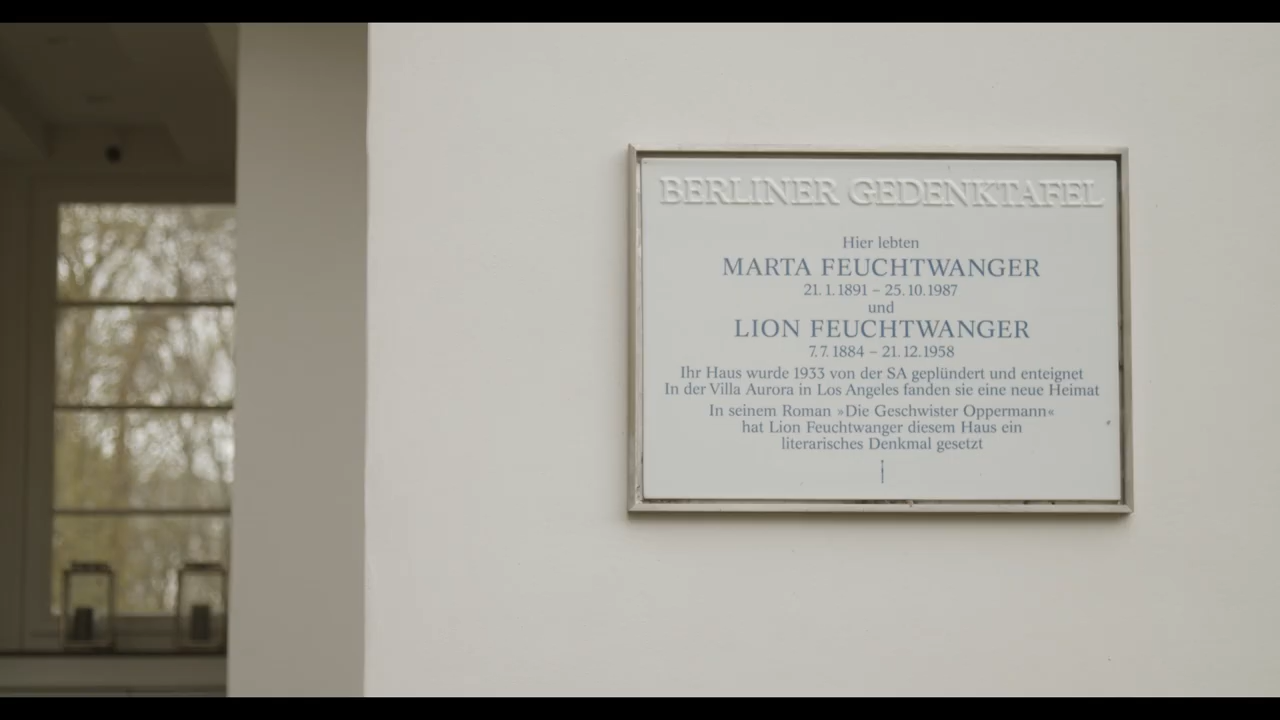 BERLINER GEDENKTAFEL
Hier lebten
MARTA FEUCHTWANGER
21. 1. 1891 – 25. 10. 1987
und
LION FEUCHTWANGER
7. 7. 1884 – 21. 12. 1958
Ihr Haus wurde 1933 von der SA geplündert und enteignet
In der Villa Aurora in Los Angeles fanden sie eine neue Heimat
In seinem Roman »Die Geschwister Oppermann«
hat Lion Feuchtwanger diesem Haus ein
literarisches Denkmal gesetzt